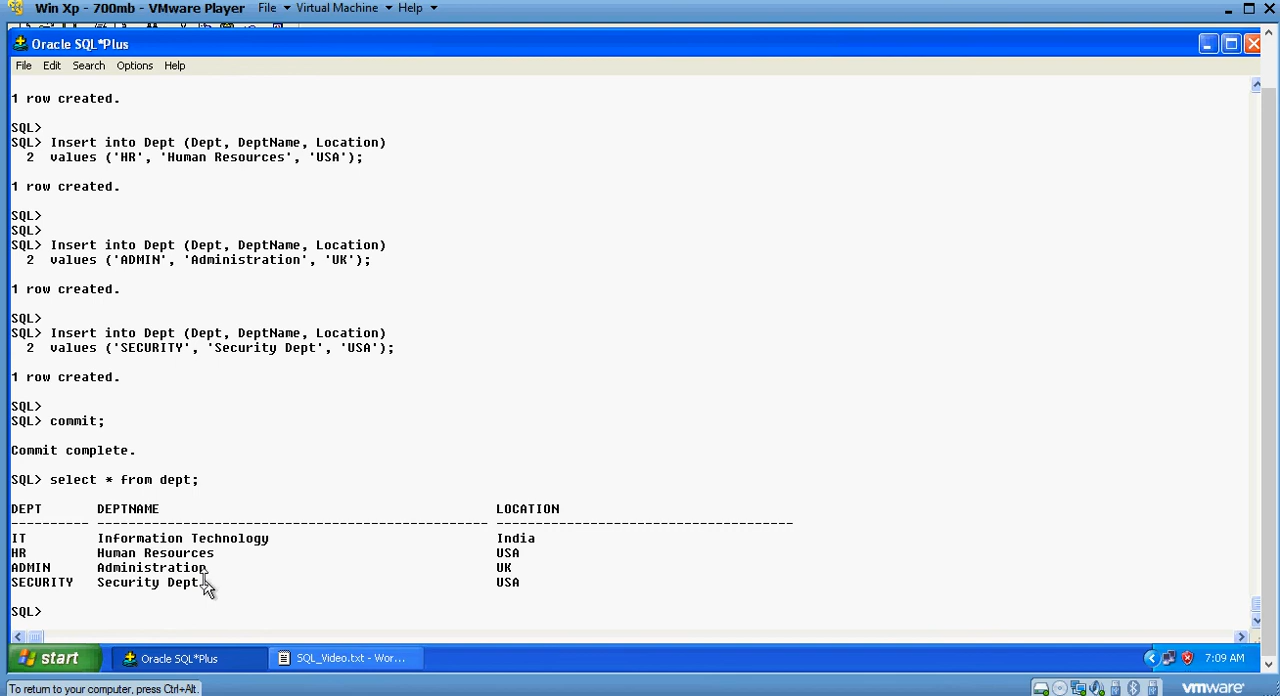 Win Xp - 700mb - VMware Player File Virtual Machine Help
Oracle SQL*Plus
File Edit Search Options Help
1 row created.
SQL>
SQL> Insert into Dept (Dept, DeptName, Location)
2 values ('HR', 'Human Resources', 'USA');
1 row created.
SQL>
SQL>
SQL> Insert into Dept (Dept, DeptName, Location)
2 values ('ADMIN', 'Administration', 'UK');
1 row created.
SQL>
SQL> Insert into Dept (Dept, DeptName, Location)
2 values ('SECURITY', 'Security Dept', 'USA');
1 row created.
SQL>
SQL> commit;
Commit complete.
SQL> select * from dept;
DEPT DEPTNAME LOCATION
---------- -------------------------------------------------- --------------------------------------
IT Information Technology India
HR Human Resources USA
ADMIN Administration UK
SECURITY Security Dept USA
SQL>
start Oracle SQL*Plus SQL_Video.txt - Wor... 7:09 AM
To return to your computer, press Ctrl+Alt. vmware